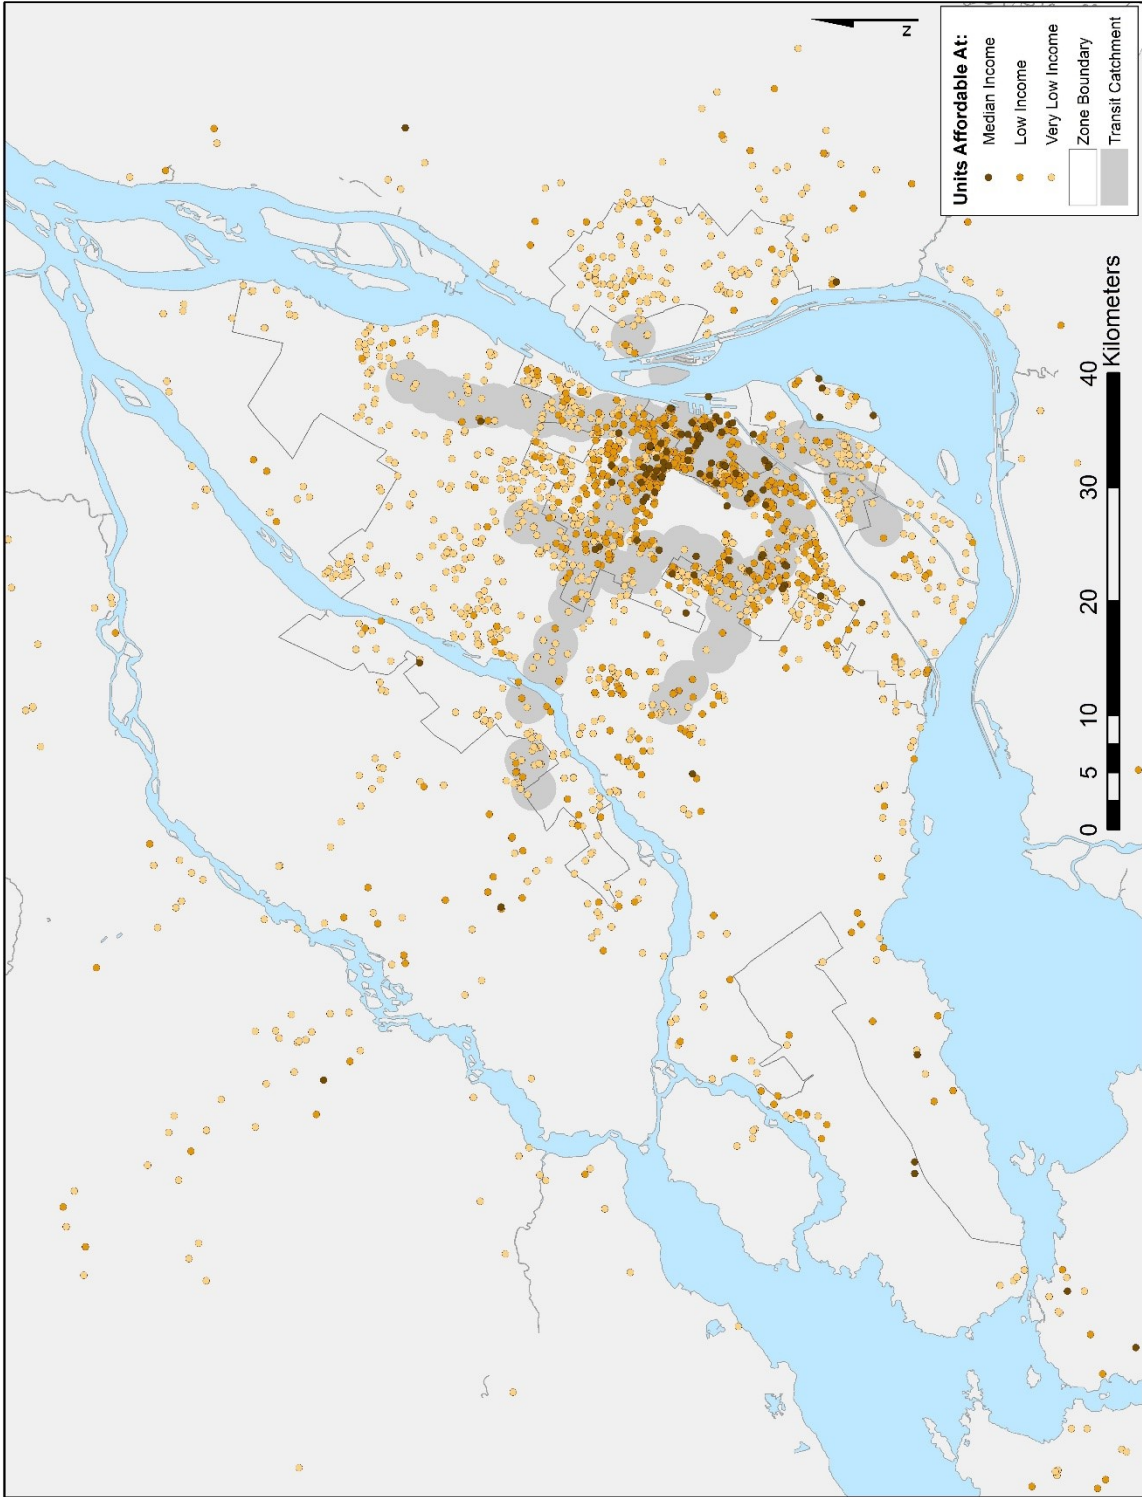 N
Units Affordable At:
Median Income
Low Income
Very Low Income
Zone Boundary
Transit Catchment
0 5 10 20 30 40
Kilometers